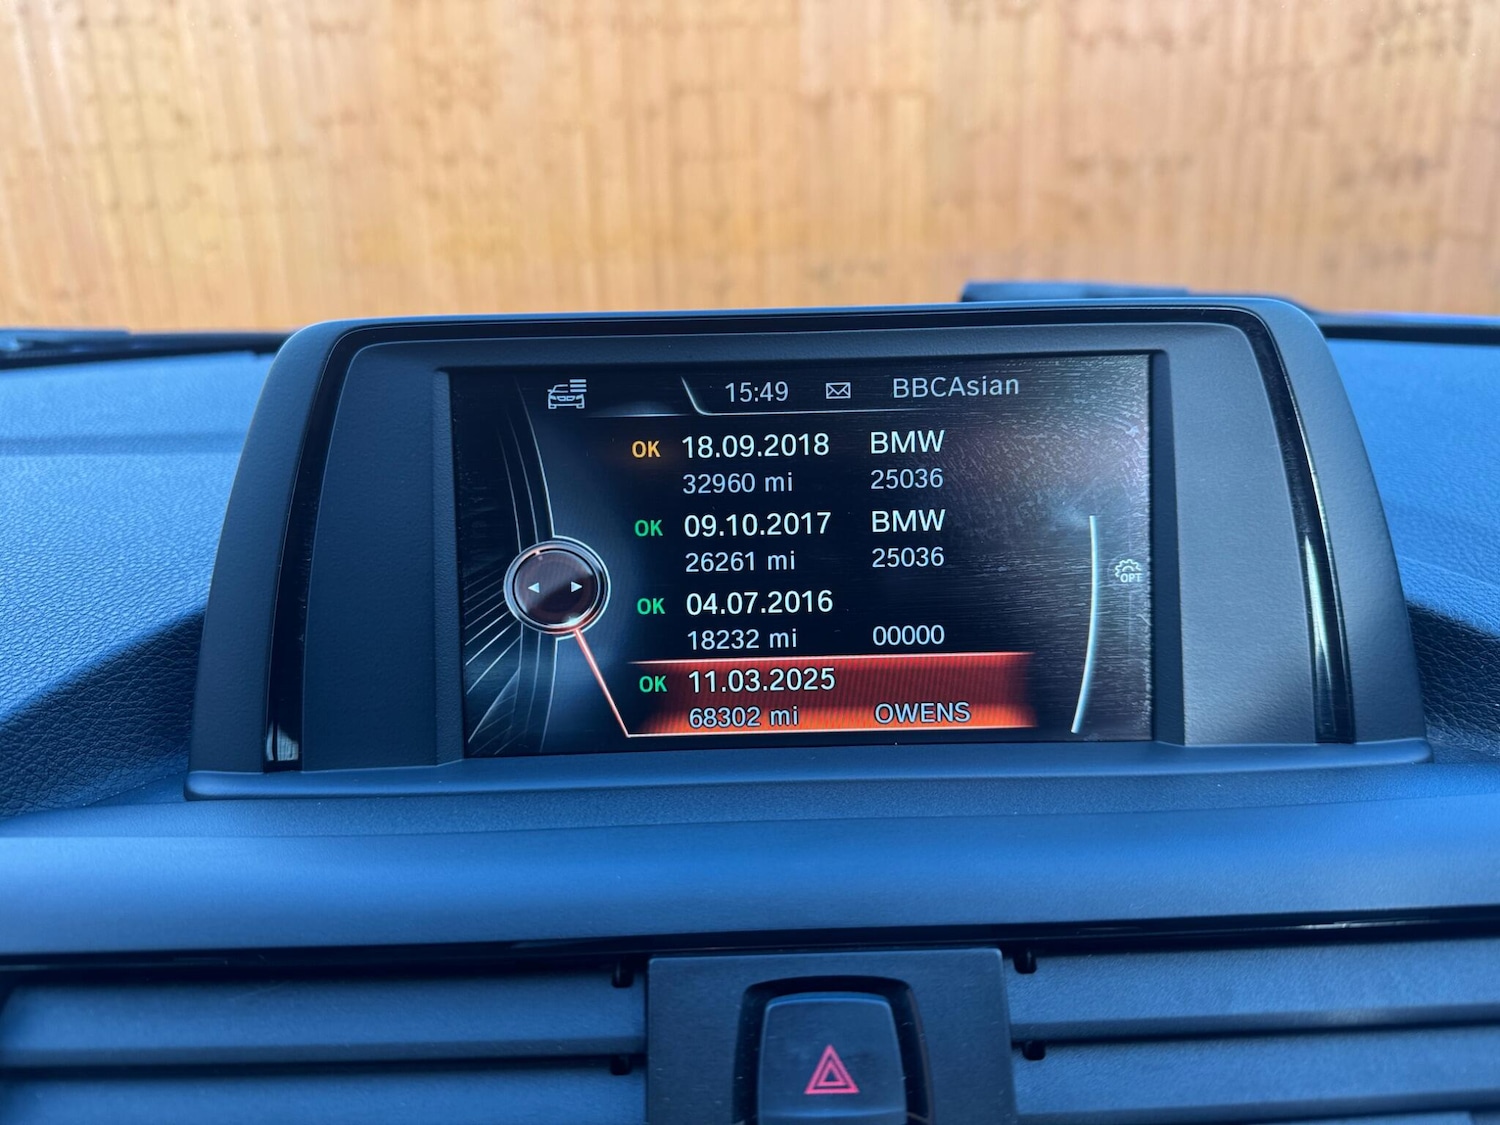 15:49 BBCAsian
OK 18.09.2018 BMW
32960 mi 25036
OK 09.10.2017 BMW
26261 mi 25036
OK 04.07.2016
18232 mi 00000
OK 11.03.2025
68302 mi OWENS
OPT